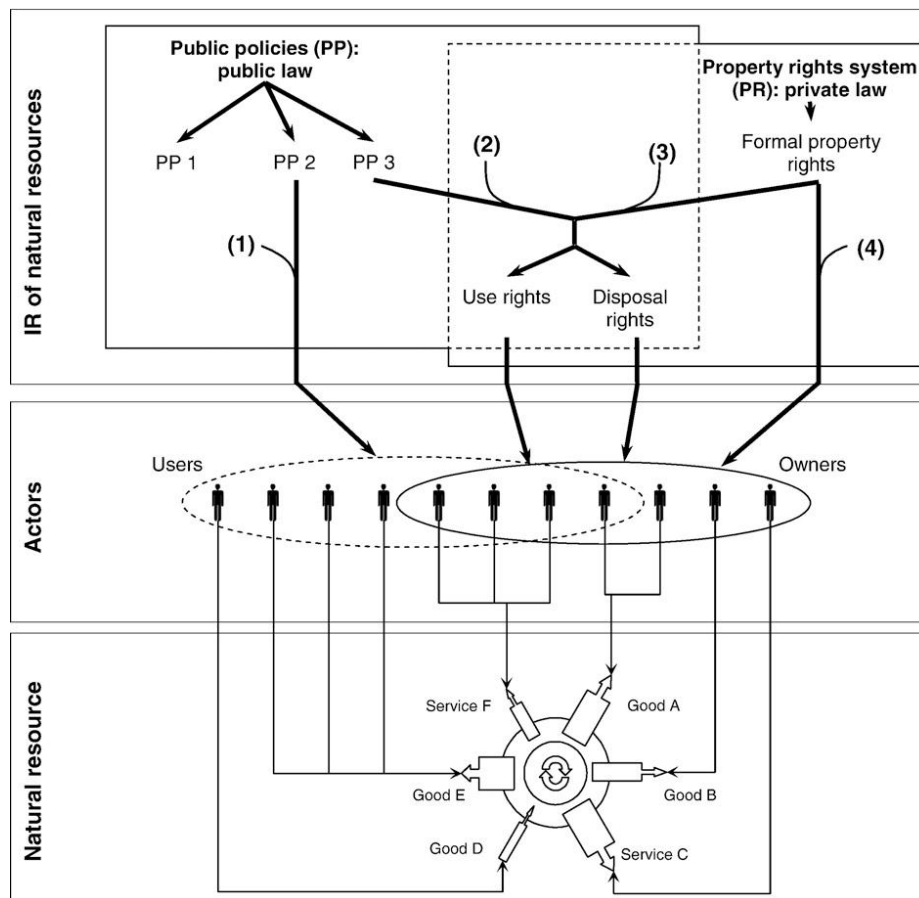 Public policies (PP):
public law
Property rights system
(PR): private law
PP 1
PP 2
PP 3
(2)
(3)
Formal property
rights
(1)
(4)
Use rights
Disposal
rights
IR of natural resources
Users
Owners
Actors
Service F
Good A
Good E
Good B
Good D
Service C
Natural resource